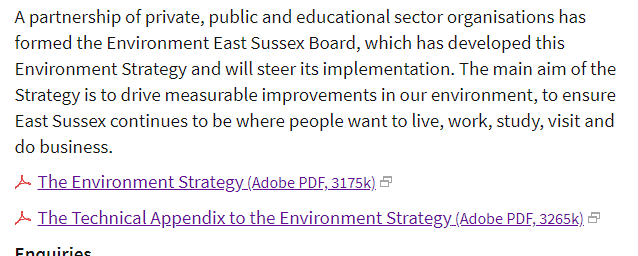 A partnership of private, public and educational sector organisations has
formed the Environment East Sussex Board, which has developed this
Environment Strategy and will steer its implementation. The main aim of the
Strategy is to drive measurable improvements in our environment, to ensure
East Sussex continues to be where people want to live, work, study, visit and
do business.
The Environment Strategy (Adobe PDF, 3175k)
The Technical Appendix to the Environment Strategy (Adobe PDF, 3265k)
Enquiries